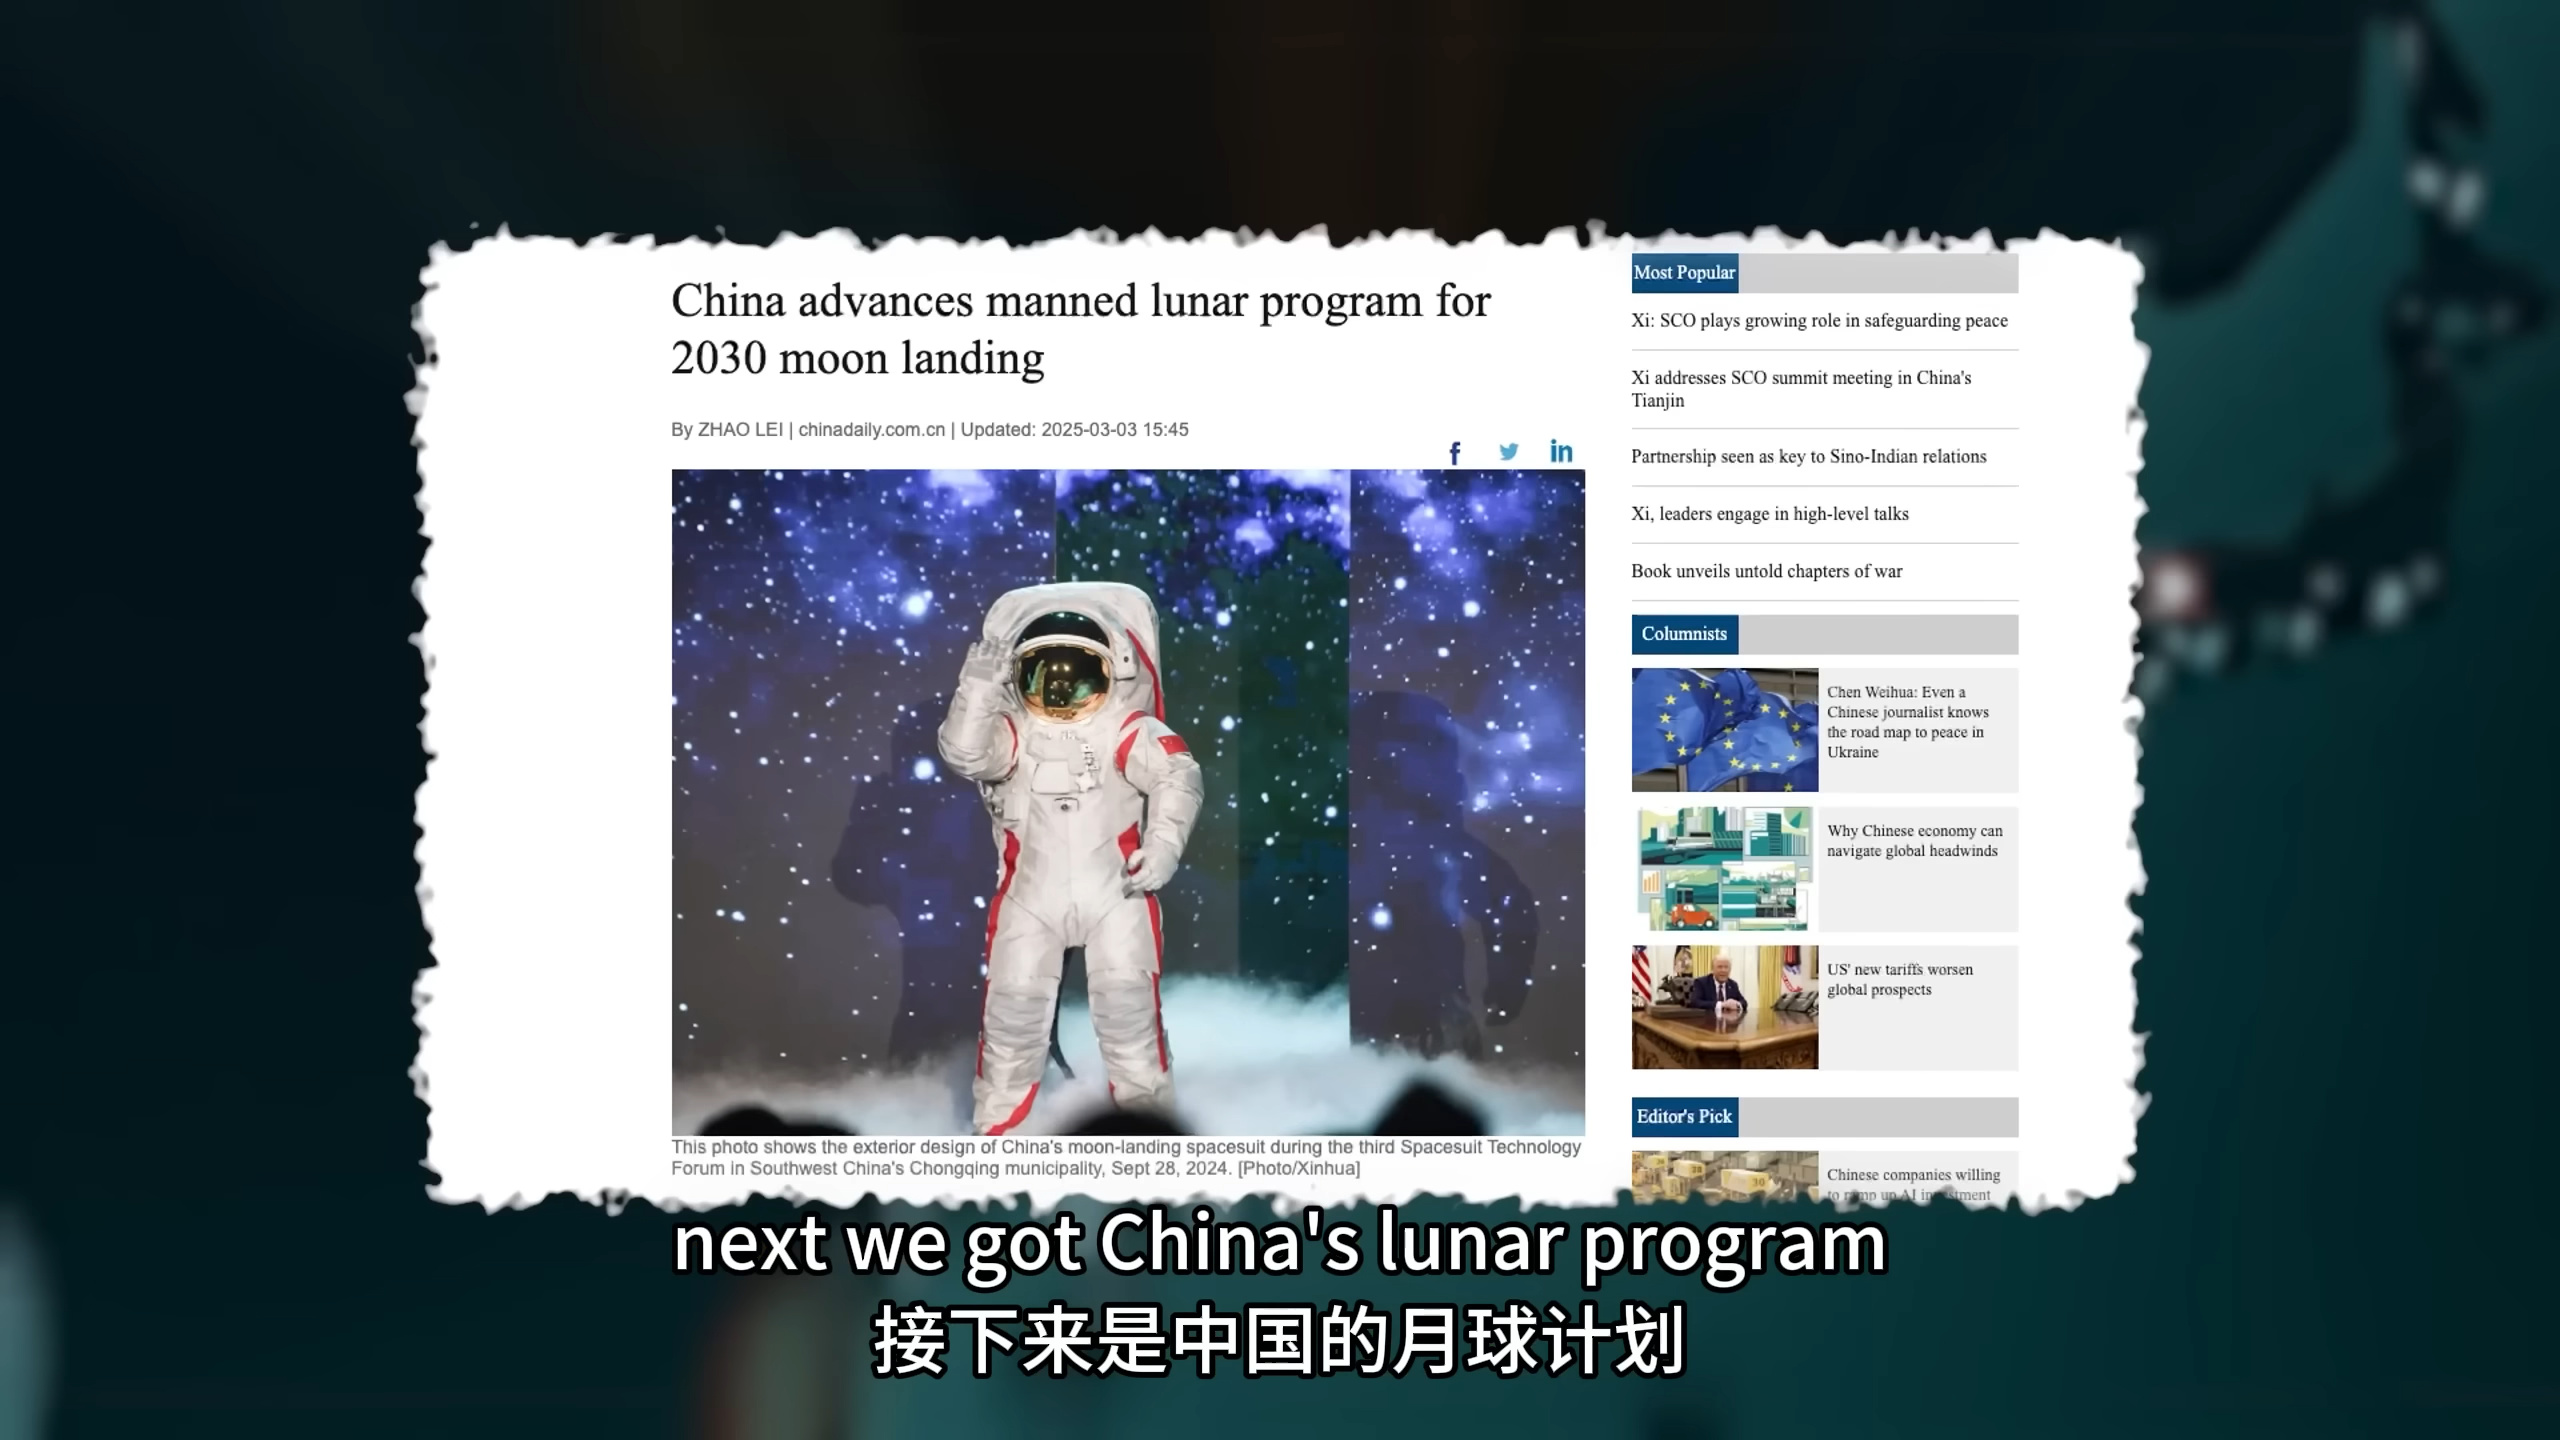 China advances manned lunar program for
2030 moon landing
By ZHAO LEI | chinadaily.com.cn | Updated: 2025-03-03 15:45
This photo shows the exterior design of China's moon-landing spacesuit during the third Spacesuit Technology
Forum in Southwest China's Chongqing municipality, Sept 28, 2024. [Photo/Xinhua]
Most Popular
Xi: SCO plays growing role in safeguarding peace
Xi addresses SCO summit meeting in China's
Tianjin
Partnership seen as key to Sino-Indian relations
Xi, leaders engage in high-level talks
Book unveils untold chapters of war
Columnists
Chen Weihua: Even a
Chinese journalist knows
the road map to peace in
Ukraine
Why Chinese economy can
navigate global headwinds
US' new tariffs worsen
global prospects
Editor's Pick
Chinese companies willing
to ramp up AI investment
next we got China's lunar program
接下来是中国的月球计划